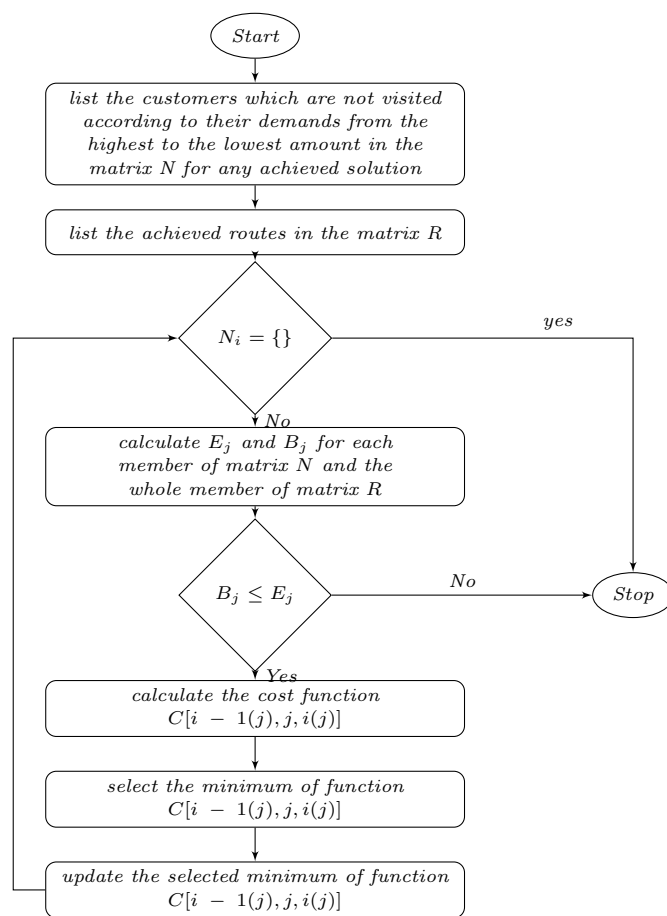 Start
list the customers which are not visited
according to their demands from the
highest to the lowest amount in the
matrix N for any achieved solution
list the achieved routes in the matrix R
N_i = {}
yes
No
calculate E_j and B_j for each
member of matrix N and the
whole member of matrix R
B_j ≤ E_j
No
Stop
Yes
calculate the cost function
C[i − 1(j), j, i(j)]
select the minimum of function
C[i − 1(j), j, i(j)]
update the selected minimum of function
C[i − 1(j), j, i(j)]